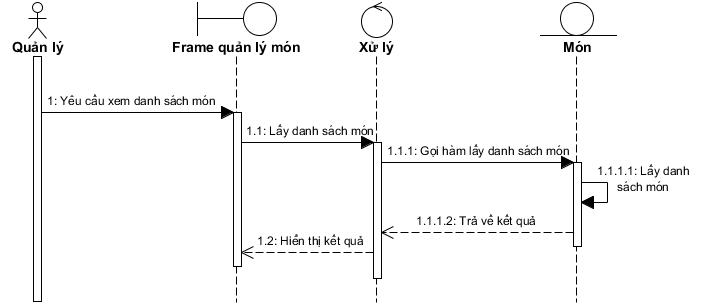 Quản lý
Frame quản lý món
Xử lý
Món
1: Yêu cầu xem danh sách món
1.1: Lấy danh sách món
1.1.1: Gọi hàm lấy danh sách món
1.1.1.1: Lấy danh
sách món
1.1.1.2: Trả về kết quả
1.2: Hiển thị kết quả